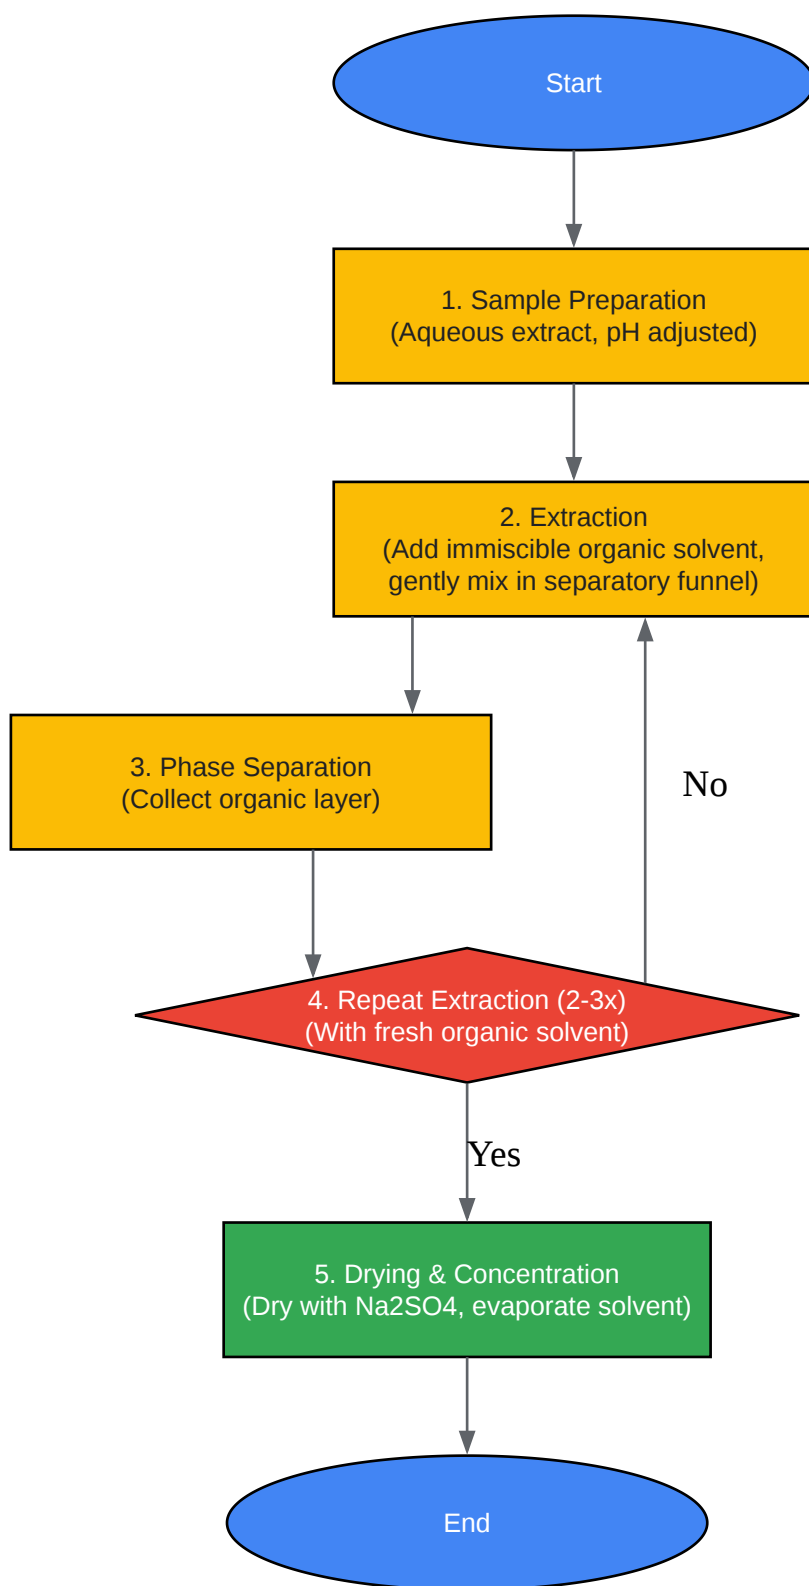 Start
1. Sample Preparation
(Aqueous extract, pH adjusted)
2. Extraction
(Add immiscible organic solvent,
gently mix in separatory funnel)
3. Phase Separation
(Collect organic layer)
No
4. Repeat Extraction (2-3x)
(With fresh organic solvent)
Yes
5. Drying & Concentration
(Dry with Na2SO4, evaporate solvent)
End